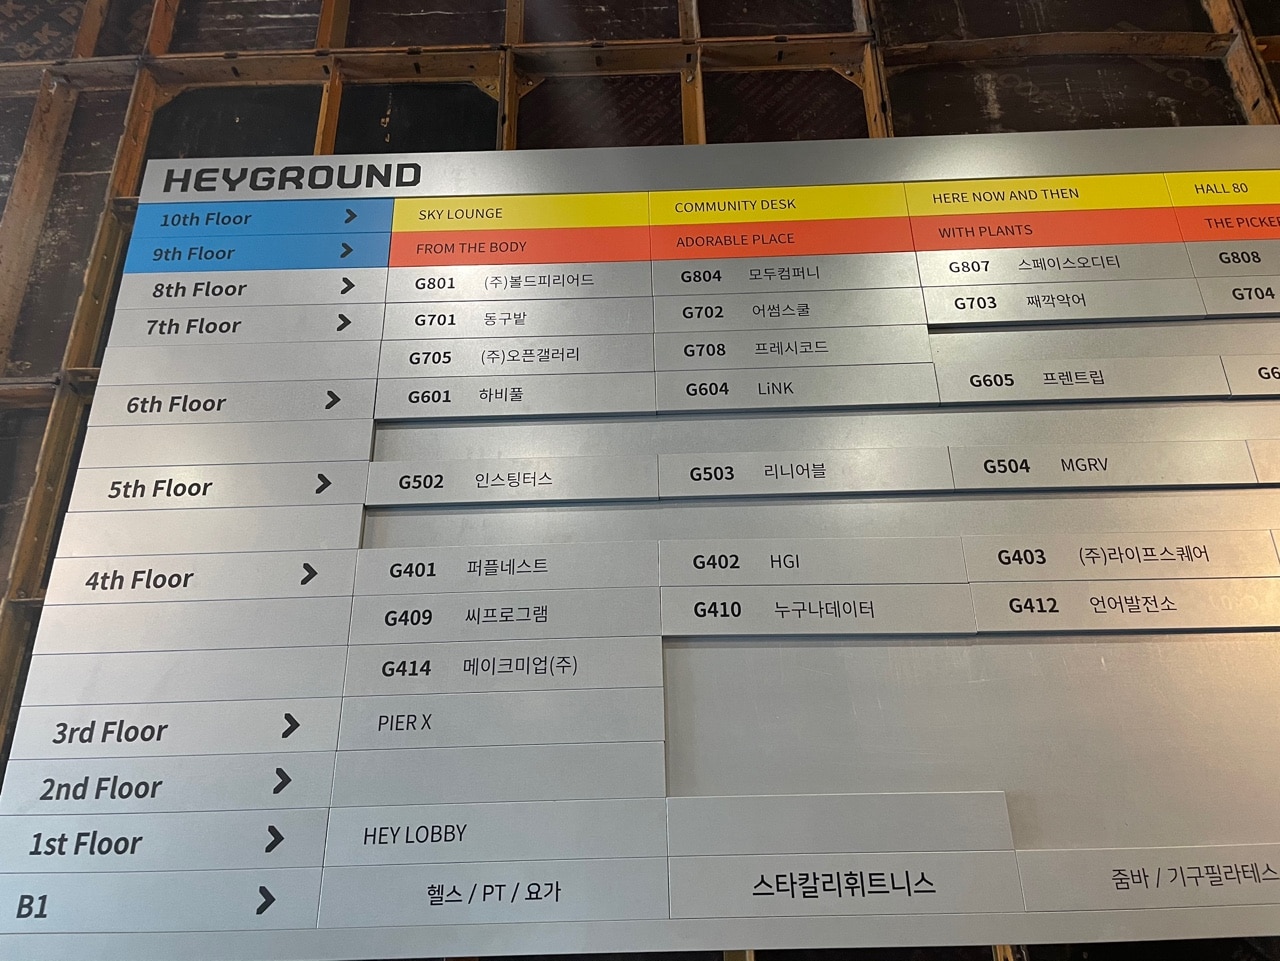 HEYGROUND
10th Floor SKY LOUNGE COMMUNITY DESK HERE NOW AND THEN HALL 80
9th Floor FROM THE BODY ADORABLE PLACE WITH PLANTS THE PICKE
8th Floor G801 (주)볼드피리어드 G804 모두컴퍼니 G807 스페이스오디티 G808
7th Floor G701 동구밭 G702 어썸스쿨 G703 째깍악어 G704
G705 (주)오픈갤러리 G708 프레시코드
6th Floor G601 하비풀 G604 LiNK G605 프렌트립 G6
5th Floor G502 인스팅터스 G503 리니어블 G504 MGRV
4th Floor G401 퍼플네스트 G402 HGI G403 (주)라이프스퀘어
G409 씨프로그램 G410 누구나데이터 G412 언어발전소
G414 메이크미업(주)
3rd Floor PIER X
2nd Floor
1st Floor HEY LOBBY
B1 헬스 / PT / 요가 스타칼리휘트니스 줌바 / 기구필라테스